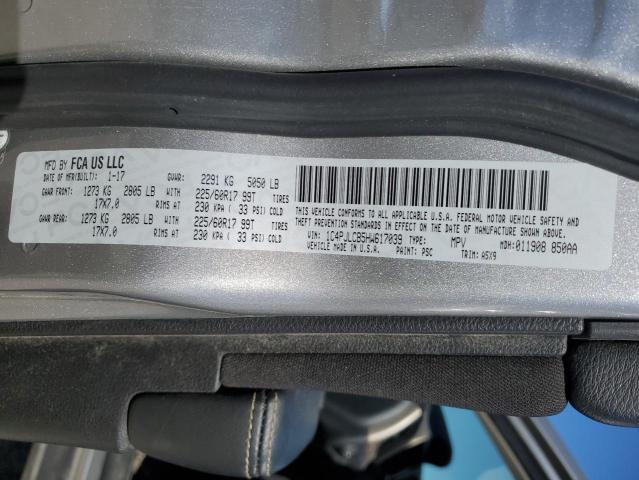 MFD BY FCA US LLC
DATE OF MFR(BUILT): 1-17 GVWR: 2291 KG 5050 LB
GAWR FRONT: 1273 KG 2805 LB WITH 225/60R17 99T TIRES
17X7.0 RIMS AT 230 KPA ( 33 PSI) COLD
GAWR REAR: 1273 KG 2805 LB WITH 225/60R17 99T TIRES
17X7.0 RIMS AT 230 KPA ( 33 PSI) COLD
THIS VEHICLE CONFORMS TO ALL APPLICABLE U.S.A. FEDERAL MOTOR VEHICLE SAFETY AND
THEFT PREVENTION STANDARDS IN EFFECT ON THE DATE OF MANUFACTURE SHOWN ABOVE.
VIN: 1C4PJLCB5HW617039 TYPE: MPV MDH: 011908 850AA
VEHICLE MADE IN U.S.A. PAINT: PSC TRIM: A5X9